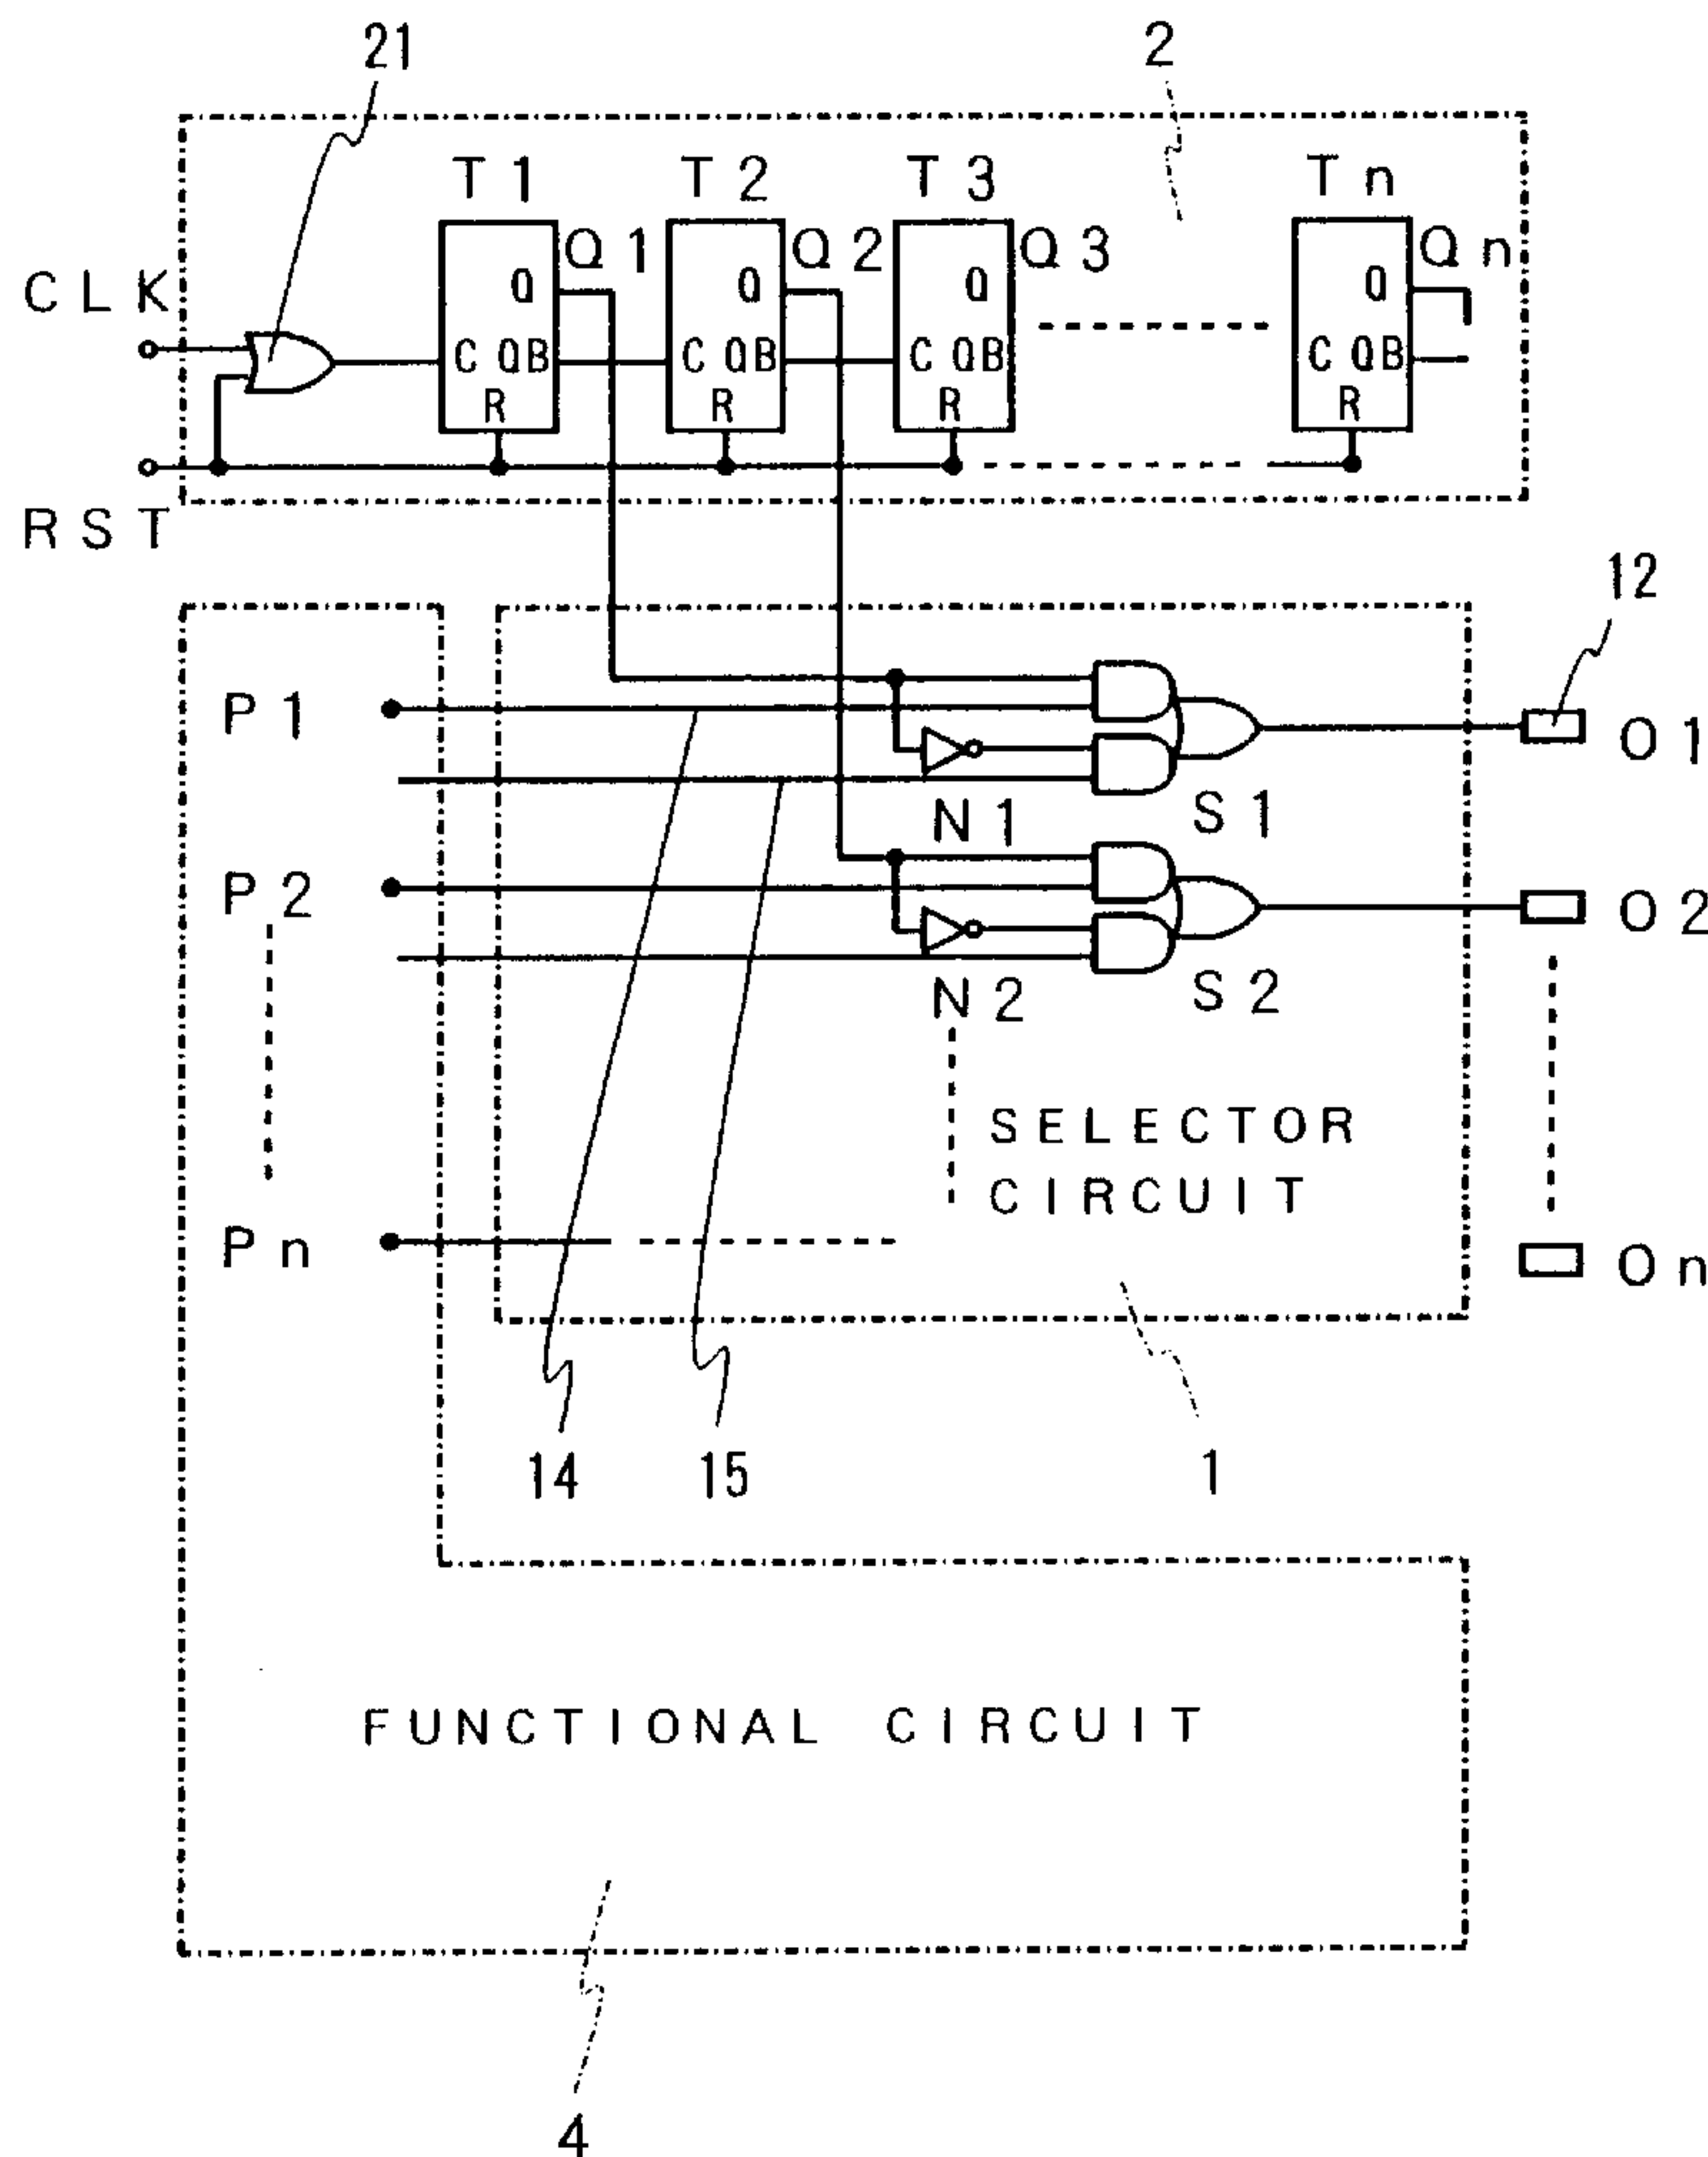 21
2
T1
T2
T3
Tn
Q1
Q2
Q3
Qn
CLK
Q
Q
Q
Q
C QB
C QB
C QB
C QB
R
R
R
R
RST
12
P1
O1
N1
S1
P2
O2
N2
S2
SELECTOR
CIRCUIT
Pn
On
14
15
1
FUNCTIONAL CIRCUIT
4